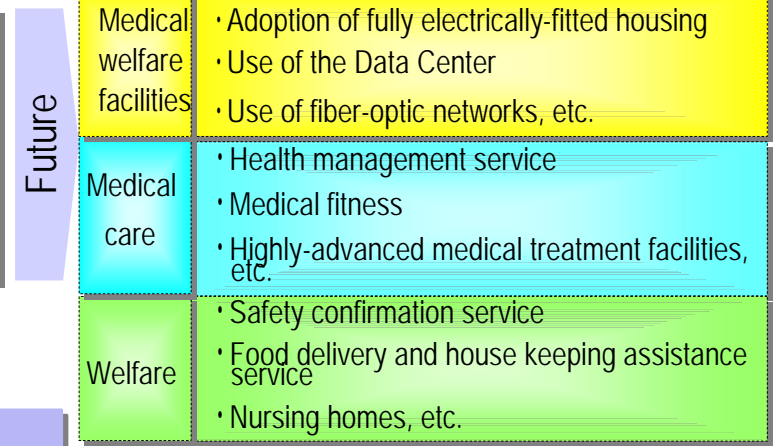 Future
Medical
welfare
facilities
・Adoption of fully electrically-fitted housing
・Use of the Data Center
・Use of fiber-optic networks, etc.
Medical
care
・Health management service
・Medical fitness
・Highly-advanced medical treatment facilities,
etc.
Welfare
・Safety confirmation service
・Food delivery and house keeping assistance
service
・Nursing homes, etc.